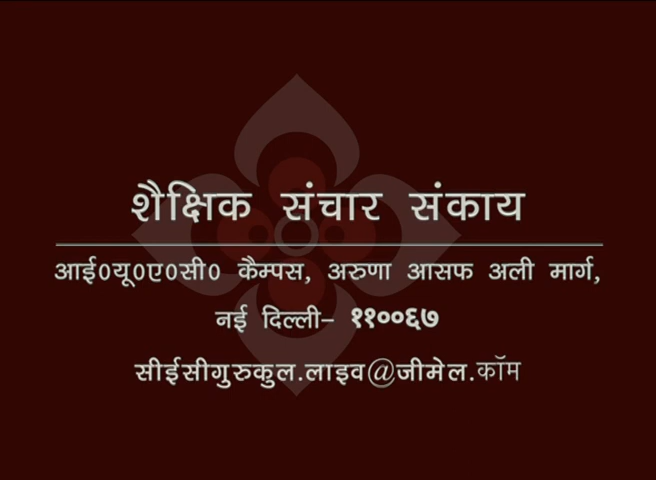 शैक्षिक संचार संकाय
आई०यू०ए०सी० कैम्पस, अरुणा आसफ अली मार्ग,
नई दिल्ली- ११००६७
सीईसीगुरुकुल.लाइव@जीमेल.कॉम